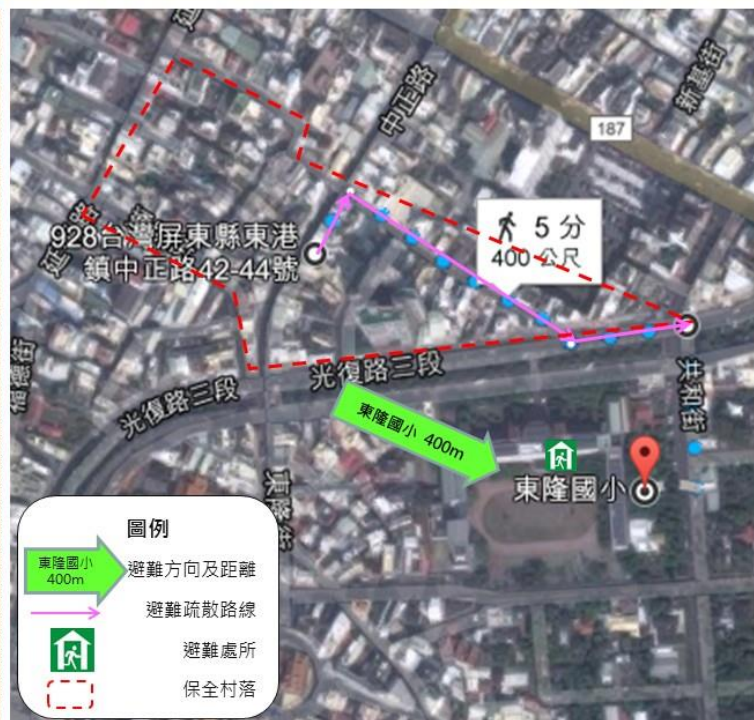 中正路
新基街
187
928台灣屏東縣東港
鎮中正路42-44號
5 分
400 公尺
光復路三段
光復路三段
共和街
東隆國小 400m
東隆國小
東隆街
圖例
東隆國小
400m
避難方向及距離
避難疏散路線
避難處所
保全村落